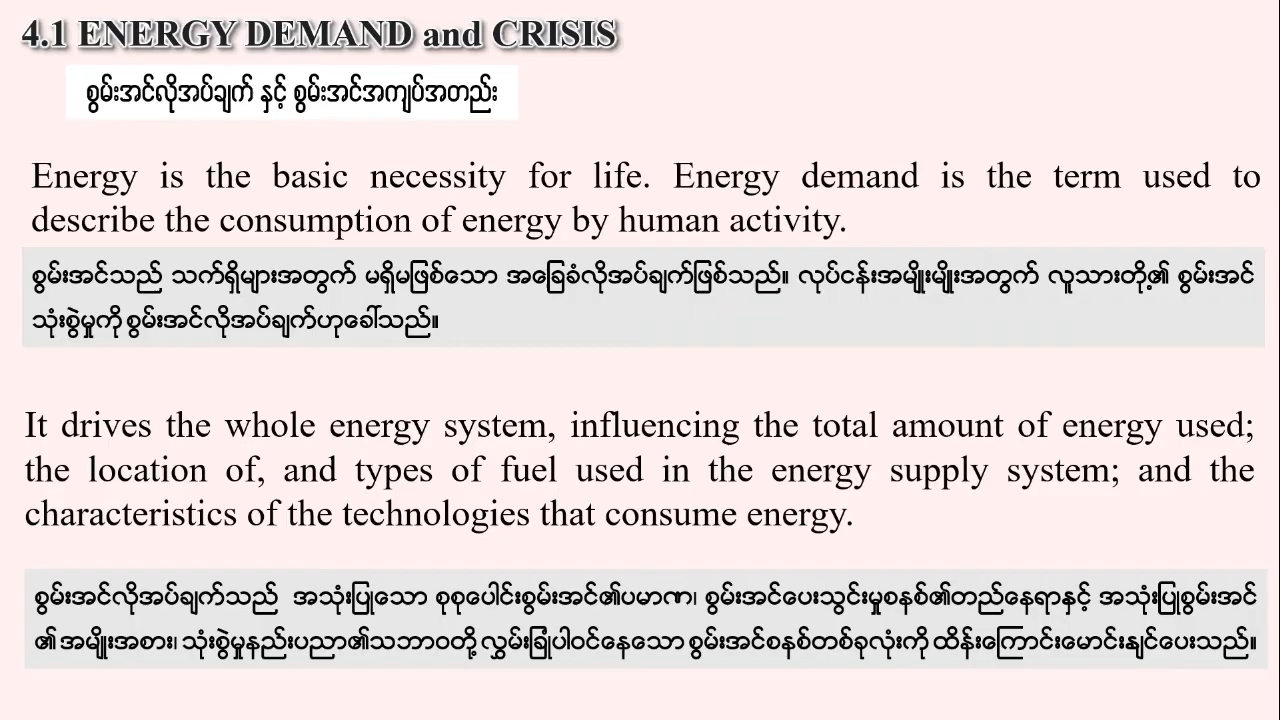 4.1 ENERGY DEMAND and CRISIS
စွမ်းအင်လိုအပ်ချက် နှင့် စွမ်းအင်အကျပ်အတည်း
Energy is the basic necessity for life. Energy demand is the term used to
describe the consumption of energy by human activity.
စွမ်းအင်သည် သက်ရှိများအတွက် မရှိမဖြစ်သော အခြေခံလိုအပ်ချက်ဖြစ်သည်။ လုပ်ငန်းအမျိုးမျိုးအတွက် လူသားတို့၏ စွမ်းအင်
သုံးစွဲမှုကို စွမ်းအင်လိုအပ်ချက်ဟုခေါ်သည်။
It drives the whole energy system, influencing the total amount of energy used;
the location of, and types of fuel used in the energy supply system; and the
characteristics of the technologies that consume energy.
စွမ်းအင်လိုအပ်ချက်သည် အသုံးပြုသော စုစုပေါင်းစွမ်းအင်၏ပမာဏ၊ စွမ်းအင်ပေးသွင်းမှုစနစ်၏တည်နေရာနှင့် အသုံးပြုစွမ်းအင်
၏ အမျိုးအစား၊ သုံးစွဲမှုနည်းပညာ၏သဘာဝတို့ လွှမ်းခြုံပါဝင်နေသော စွမ်းအင်စနစ်တစ်ခုလုံးကို ထိန်းကြောင်းမောင်းနှင်ပေးသည်။